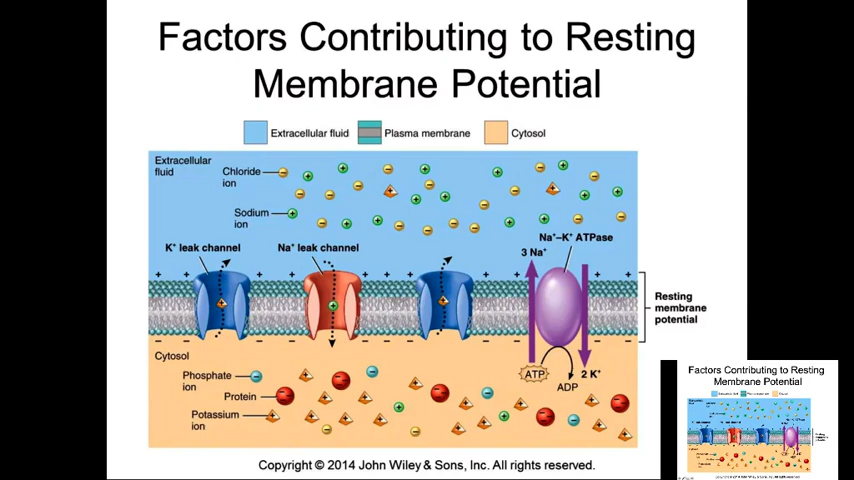 Factors Contributing to Resting
Membrane Potential
Extracellular fluid
Plasma membrane
Cytosol
Extracellular
fluid
Chloride
ion
Sodium
ion
K⁺ leak channel
Na⁺ leak channel
Na⁺–K⁺ ATPase
3 Na⁺
Resting
membrane
potential
Cytosol
Phosphate
ion
Protein
Potassium
ion
ATP
ADP
2 K⁺
Copyright © 2014 John Wiley & Sons, Inc. All rights reserved.
Factors Contributing to Resting
Membrane Potential